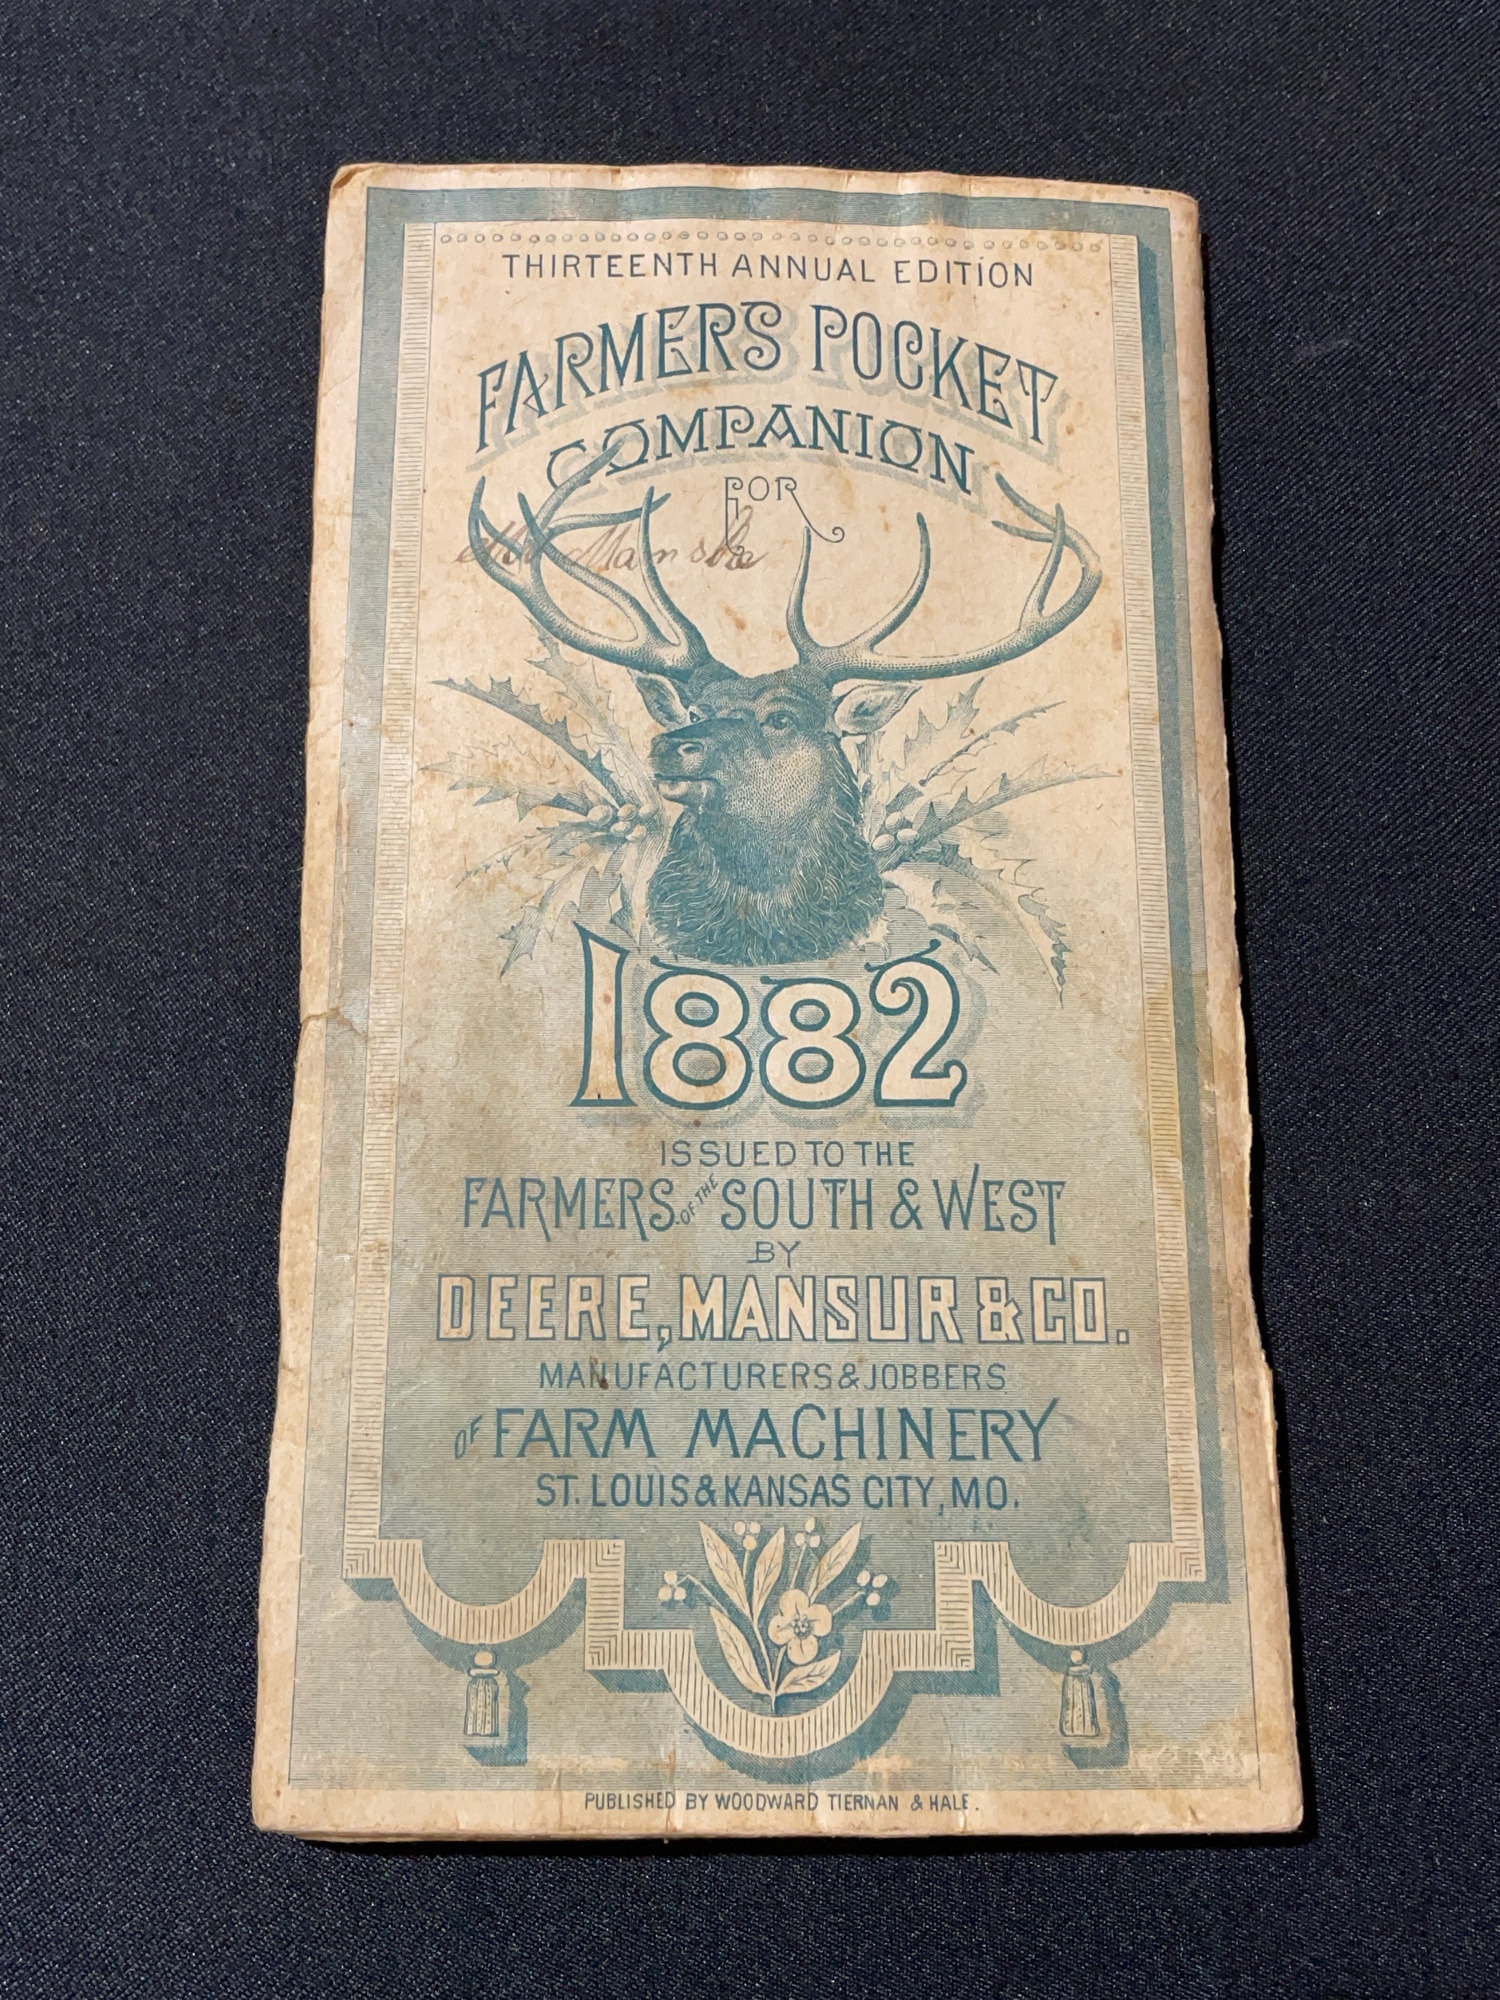 THIRTEENTH ANNUAL EDITION
FARMERS POCKET
COMPANION
FOR
1882
ISSUED TO THE
FARMERS OF THE SOUTH & WEST
BY
DEERE, MANSUR & CO.
MANUFACTURERS & JOBBERS
OF FARM MACHINERY
ST. LOUIS & KANSAS CITY, MO.
PUBLISHED BY WOODWARD TIERNAN & HALE.